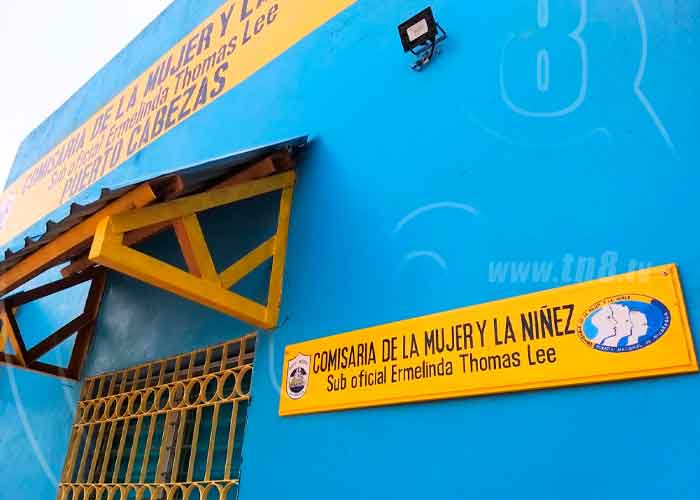 COMISARIA DE LA MUJER Y LA
Sub oficial Ermelinda Thomas Lee
PUERTO CABEZAS
8
www.tn8.tv
COMISARIA DE LA MUJER Y LA NIÑEZ
Sub oficial Ermelinda Thomas Lee